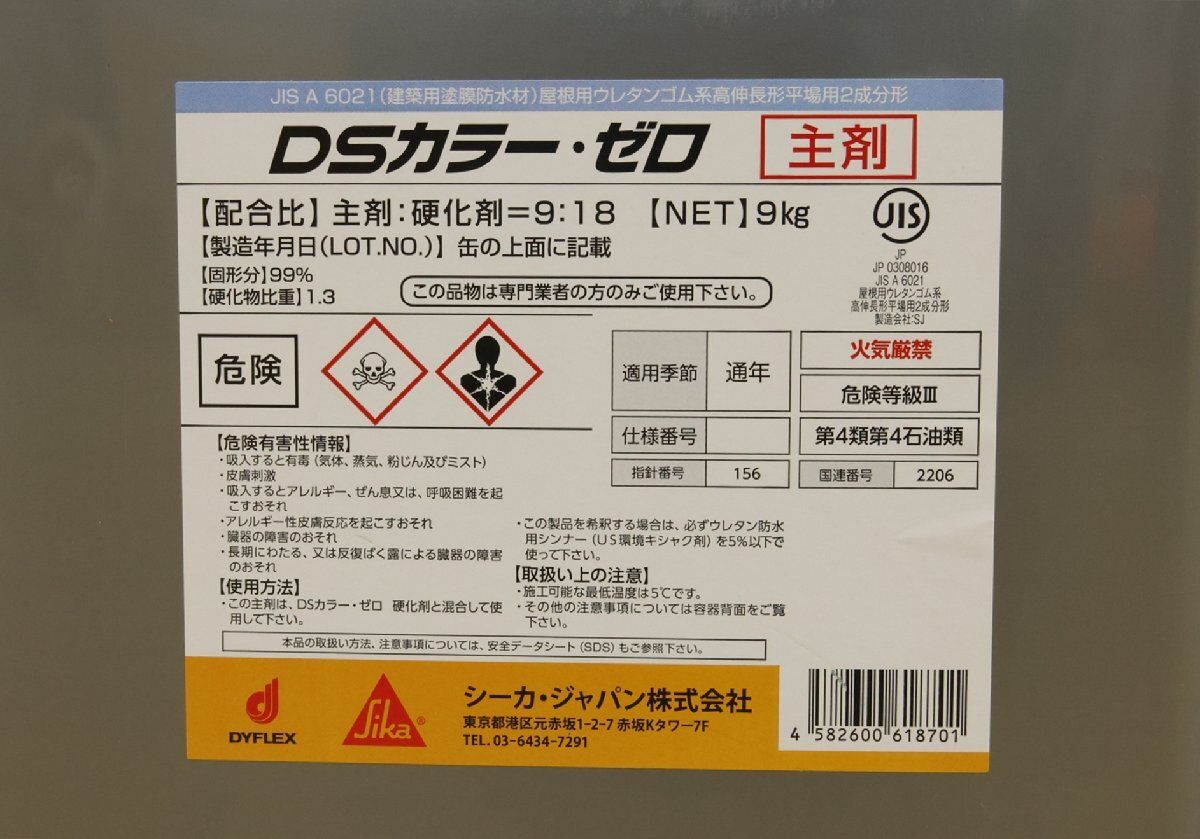 JIS A 6021(建築用塗膜防水材)屋根用ウレタンゴム系高伸長形平場用2成分形
DSカラー・ゼロ 主剤
【配合比】主剤:硬化剤=9:18 【NET】9kg
【製造年月日(LOT.NO.)】缶の上面に記載
【固形分】99%
【硬化物比重】1.3
この品物は専門業者の方のみご使用下さい。
JIS
JP
JP 0308016
JIS A 6021
屋根用ウレタンゴム系
高伸長形平場用2成分形
製造会社:SJ
危険
適用季節 通年
仕様番号
指針番号 156
火気厳禁
危険等級Ⅲ
第4類第4石油類
国連番号 2206
【危険有害性情報】
・吸入すると有毒(気体、蒸気、粉じん及びミスト)
・皮膚刺激
・吸入するとアレルギー、ぜん息又は、呼吸困難を起
こすおそれ
・アレルギー性皮膚反応を起こすおそれ
・臓器の障害のおそれ
・長期にわたる、又は反復ばく露による臓器の障害
のおそれ
【使用方法】
・この主剤は、DSカラー・ゼロ 硬化剤と混合して使
用して下さい。
・この製品を希釈する場合は、必ずウレタン防水
用シンナー(US環境キシャク剤)を5%以下で
使って下さい。
【取扱い上の注意】
・施工可能な最低温度は5℃です。
・その他の注意事項については容器背面をご覧
下さい。
本品の取扱い方法、注意事項については、安全データシート(SDS)もご参照下さい。
DYFLEX
Sika®
シーカ・ジャパン株式会社
東京都港区元赤坂1-2-7 赤坂Kタワー7F
TEL.03-6434-7291
4 582600 618701